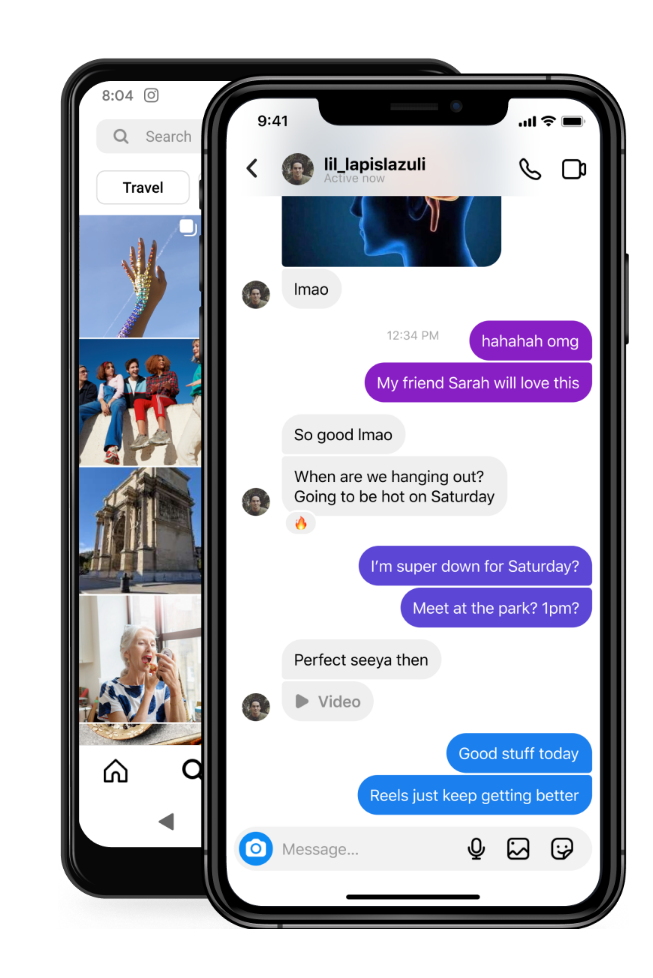 8:04
Search
Travel
9:41
lil_lapislazuli
Active now
lmao
12:34 PM
hahahah omg
My friend Sarah will love this
So good lmao
When are we hanging out?
Going to be hot on Saturday
🔥
I'm super down for Saturday?
Meet at the park? 1pm?
Perfect seeya then
Video
Good stuff today
Reels just keep getting better
Message...